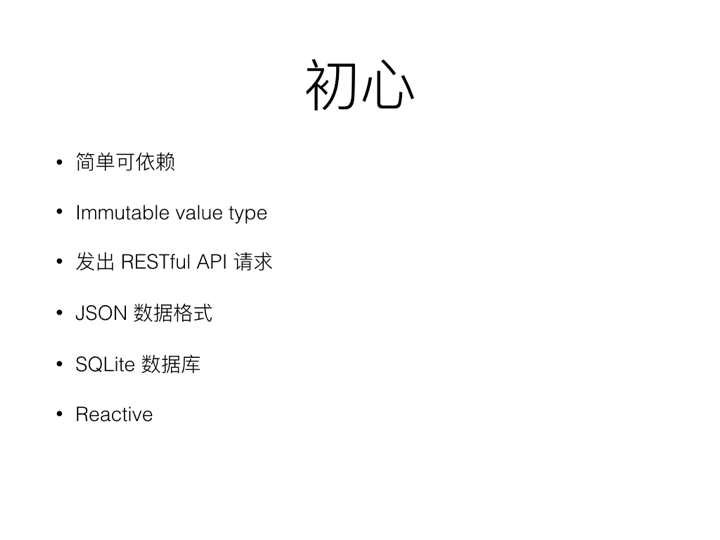 初心
• 简单可依赖
• Immutable value type
• 发出 RESTful API 请求
• JSON 数据格式
• SQLite 数据库
• Reactive